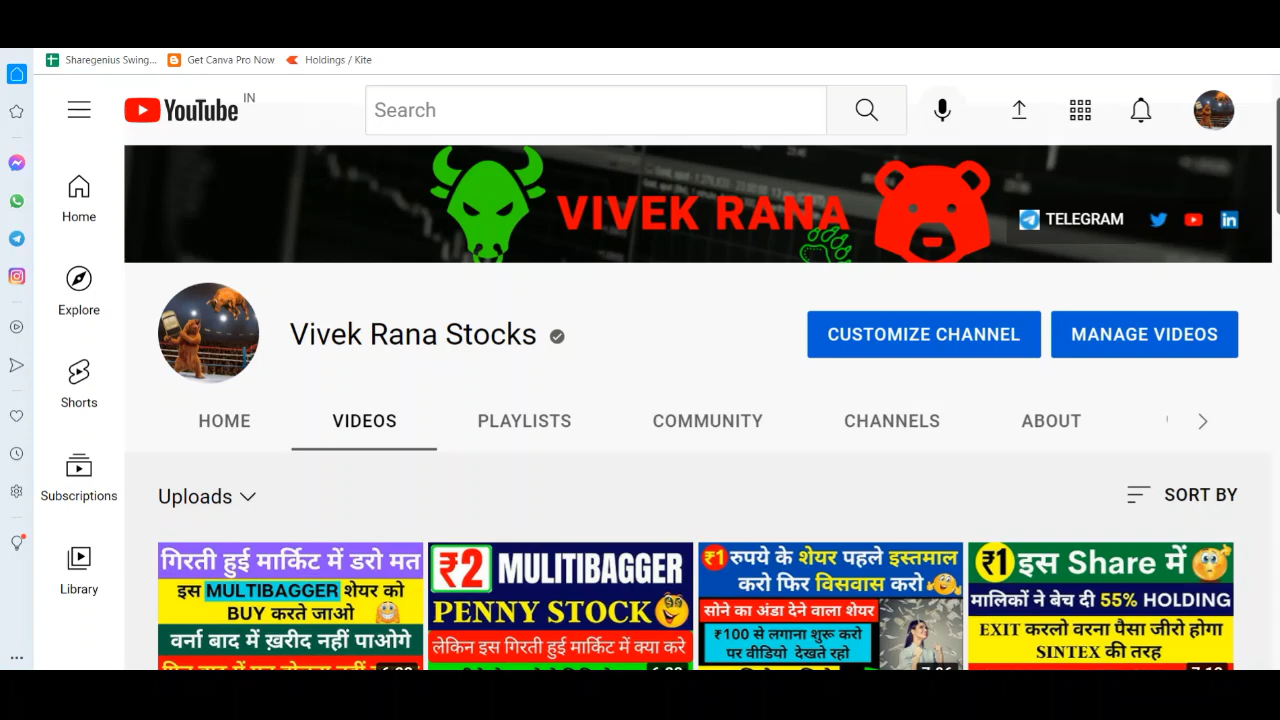 Sharegenius Swing... Get Canva Pro Now Holdings / Kite
YouTube IN
Search
VIVEK RANA
TELEGRAM
Home
Explore
Shorts
Subscriptions
Library
Vivek Rana Stocks
CUSTOMIZE CHANNEL MANAGE VIDEOS
HOME VIDEOS PLAYLISTS COMMUNITY CHANNELS ABOUT
Uploads SORT BY
गिरती हुई मार्किट में डरो मत
इस MULTIBAGGER शेयर को
BUY करते जाओ
वर्ना बाद में ख़रीद नहीं पाओगे
₹2 MULITIBAGGER
PENNY STOCK
लेकिन इस गिरती हुई मार्किट में क्या करे
₹1 रुपये के शेयर पहले इस्तमाल
करो फिर विसवास करो
सोने का अंडा देने वाला शेयर
₹100 से लगाना शुरू करो
पर वीडियो देखते रहो
₹1 इस Share में
मालिकों ने बेच दी 55% HOLDING
EXIT करलो वरना पैसा जीरो होगा
SINTEX की तरह